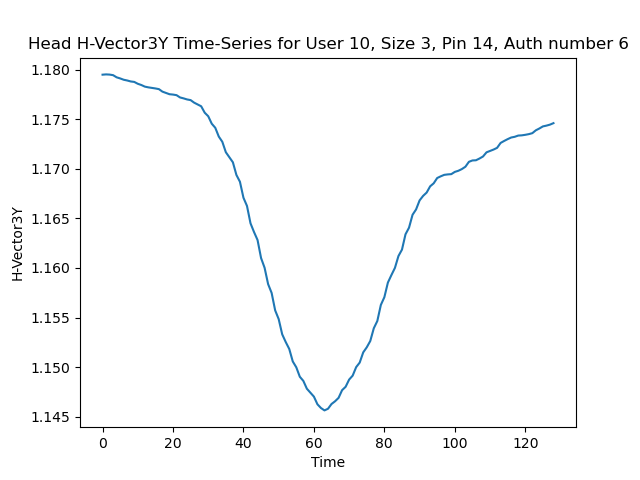 Head H-Vector3Y Time-Series for User 10, Size 3, Pin 14, Auth number 6
1.180
1.175
1.170
1.165
1.160
1.155
1.150
1.145
H-Vector3Y
0 20 40 60 80 100 120
Time